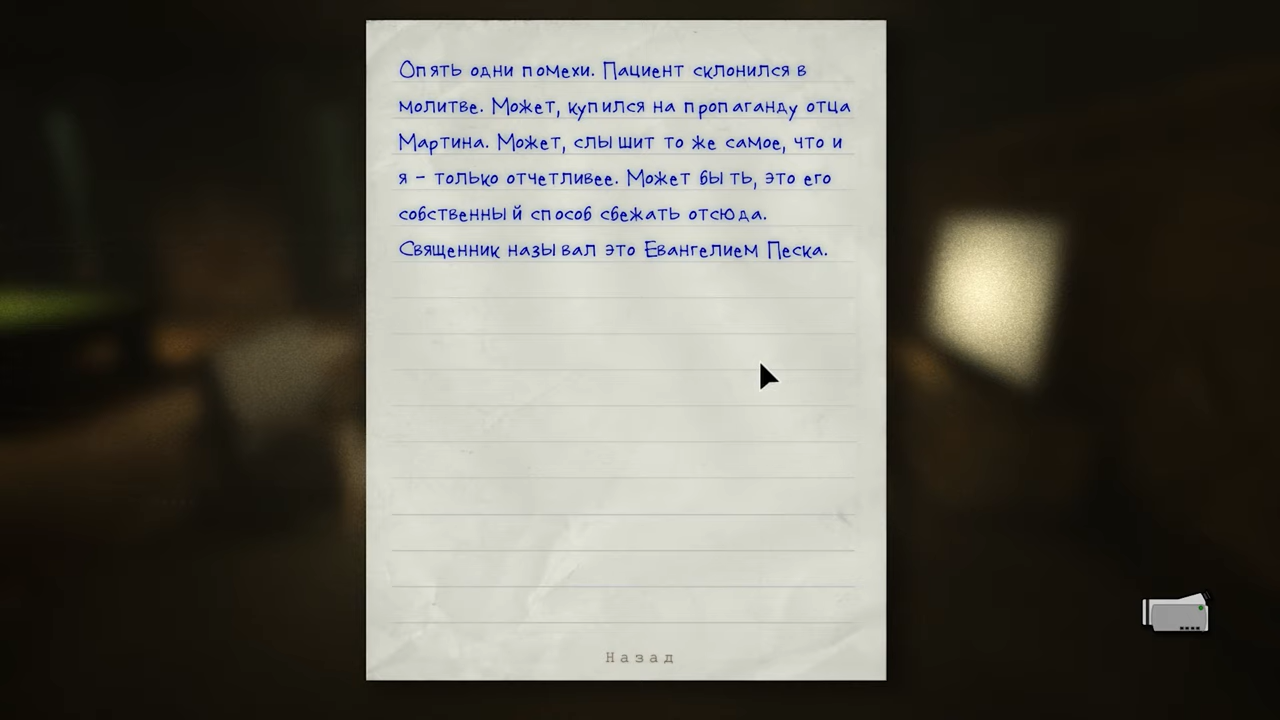 Опять одни помехи. Пациент склонился в
молитве. Может, купился на пропаганду отца
Мартина. Может, слышит то же самое, что и
я - только отчетливее. Может быть, это его
собственный способ сбежать отсюда.
Священник называл это Евангелием Песка.
Назад